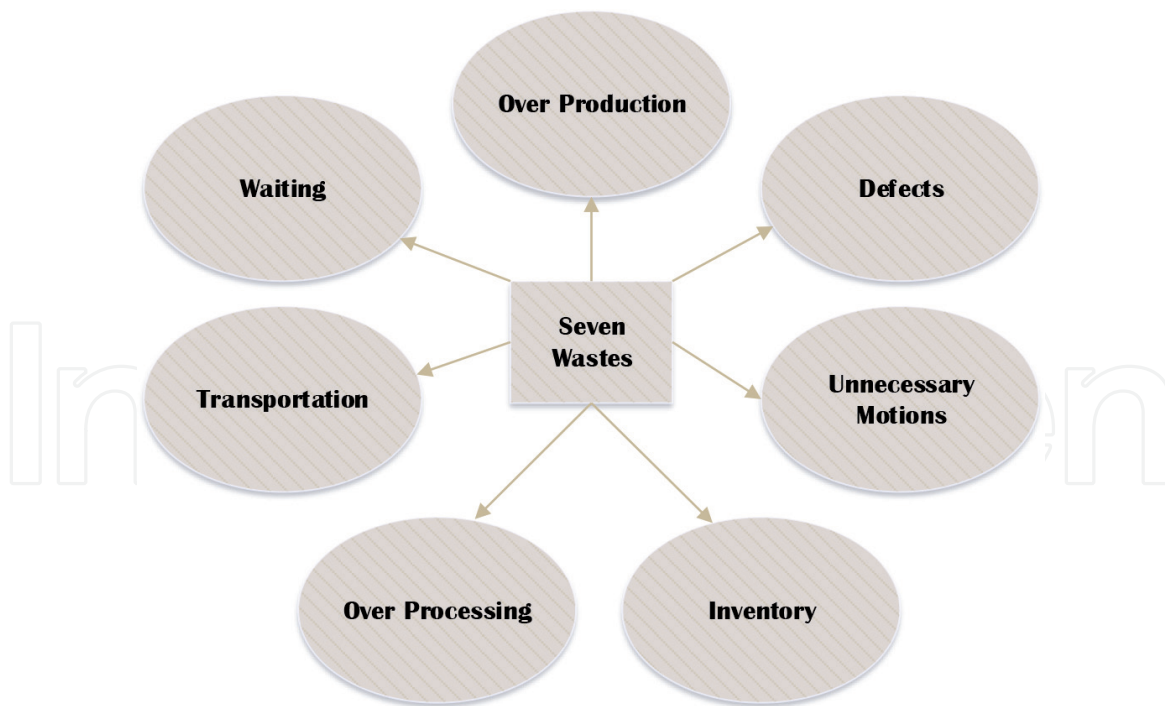 Over Production
Waiting
Defects
Seven
Wastes
Transportation
Unnecessary
Motions
Over Processing
Inventory